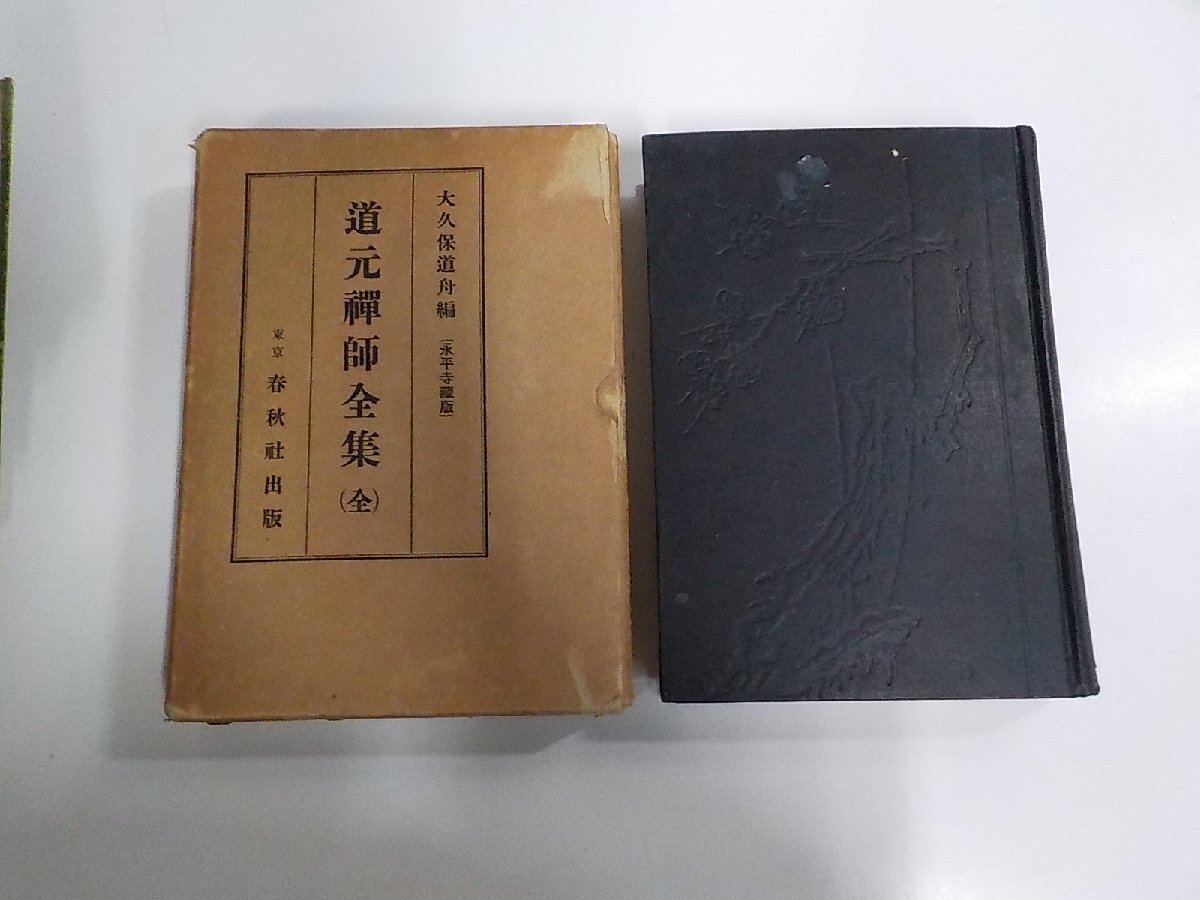 大久保道舟編 [永平寺藏版]
道元禪師全集(全)
東京 春秋社出版